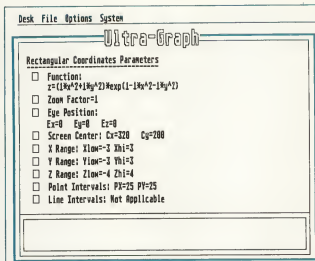 Desk File Options System
Ultra-Graph
Rectangular Coordinates Parameters
Function:
z=(1*x^2+1*y^2)*exp(1-1*x^2-1*y^2)
Zoom Factor=1
Eye Position:
Ex=0 Ey=0 Ez=0
Screen Center: Cx=320 Cy=200
X Range: Xlow=-3 Xhi=3
Y Range: Ylow=-3 Yhi=3
Z Range: Zlow=-4 Zhi=4
Point Intervals: PX=25 PY=25
Line Intervals: Not Applicable